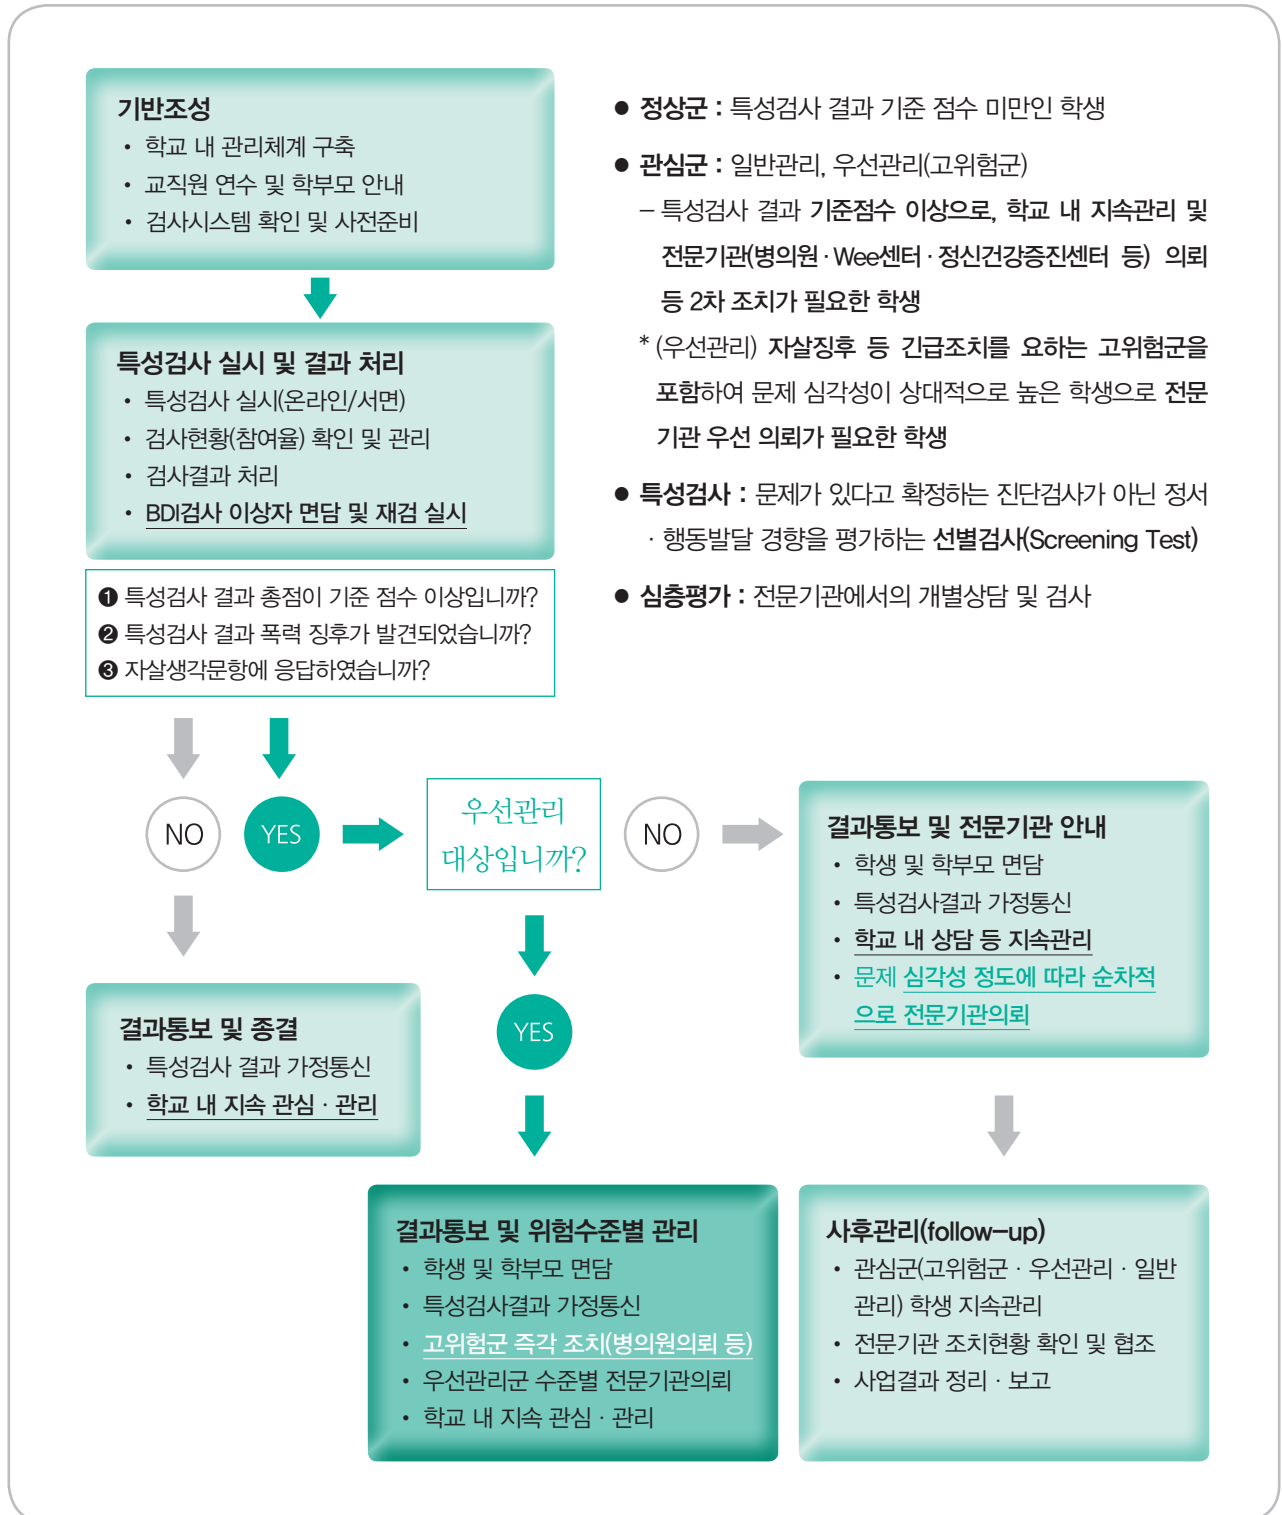 기반조성
• 학교 내 관리체계 구축
• 교직원 연수 및 학부모 안내
• 검사시스템 확인 및 사전준비
특성검사 실시 및 결과 처리
• 특성검사 실시(온라인/서면)
• 검사현황(참여율) 확인 및 관리
• 검사결과 처리
• BDI검사 이상자 면담 및 재검 실시
❶ 특성검사 결과 총점이 기준 점수 이상입니까?
❷ 특성검사 결과 폭력 징후가 발견되었습니까?
❸ 자살생각문항에 응답하였습니까?
● 정상군 : 특성검사 결과 기준 점수 미만인 학생
● 관심군 : 일반관리, 우선관리(고위험군)
– 특성검사 결과 기준점수 이상으로, 학교 내 지속관리 및
전문기관(병의원·Wee센터·정신건강증진센터 등) 의뢰
등 2차 조치가 필요한 학생
* (우선관리) 자살징후 등 긴급조치를 요하는 고위험군을
포함하여 문제 심각성이 상대적으로 높은 학생으로 전문
기관 우선 의뢰가 필요한 학생
● 특성검사 : 문제가 있다고 확정하는 진단검사가 아닌 정서
· 행동발달 경향을 평가하는 선별검사(Screening Test)
● 심층평가 : 전문기관에서의 개별상담 및 검사
NO
YES
우선관리
대상입니까?
NO
결과통보 및 전문기관 안내
• 학생 및 학부모 면담
• 특성검사결과 가정통신
• 학교 내 상담 등 지속관리
• 문제 심각성 정도에 따라 순차적
으로 전문기관의뢰
YES
결과통보 및 종결
• 특성검사 결과 가정통신
• 학교 내 지속 관심·관리
결과통보 및 위험수준별 관리
• 학생 및 학부모 면담
• 특성검사결과 가정통신
• 고위험군 즉각 조치(병의원의뢰 등)
• 우선관리군 수준별 전문기관의뢰
• 학교 내 지속 관심·관리
사후관리(follow–up)
• 관심군(고위험군·우선관리·일반
관리) 학생 지속관리
• 전문기관 조치현황 확인 및 협조
• 사업결과 정리·보고